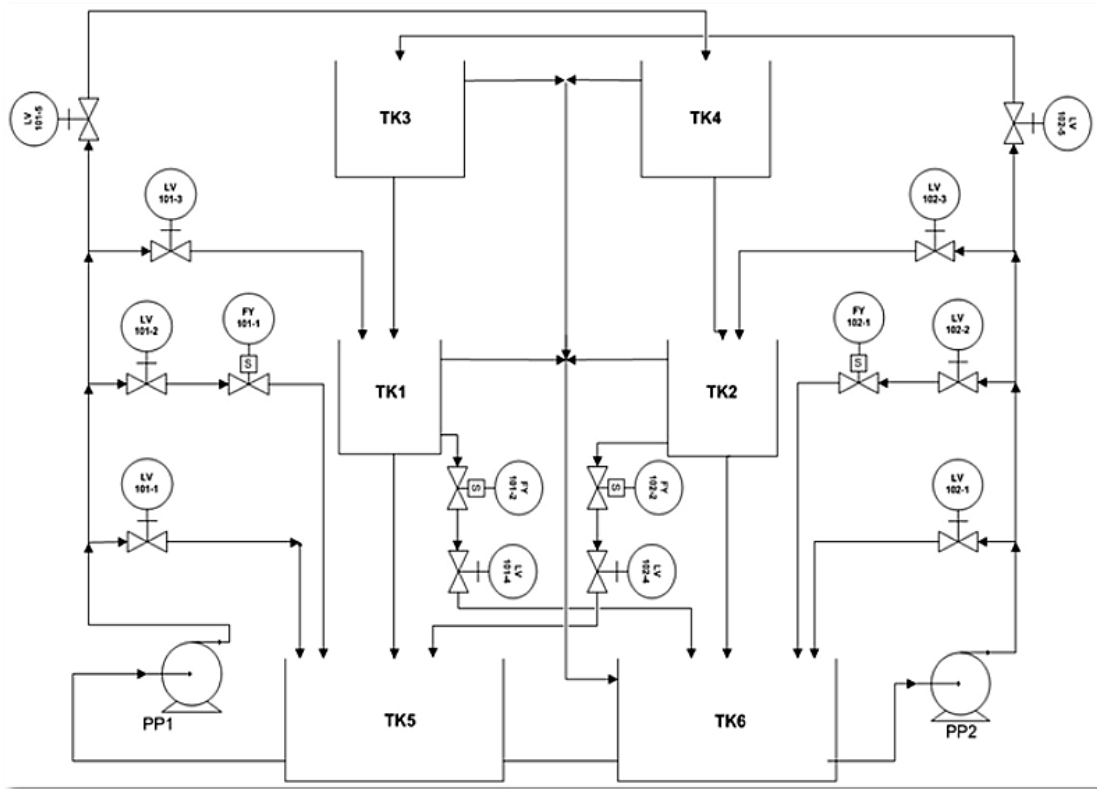 TK3
TK4
LV
101-5
LV
102-5
LV
101-3
LV
102-3
LV
101-2
FY
101-1
S
FY
102-1
S
LV
102-2
TK1
TK2
LV
101-1
S
FY
101-2
S
FY
102-2
LV
102-1
LV
101-4
LV
102-4
PP1
TK5
TK6
PP2